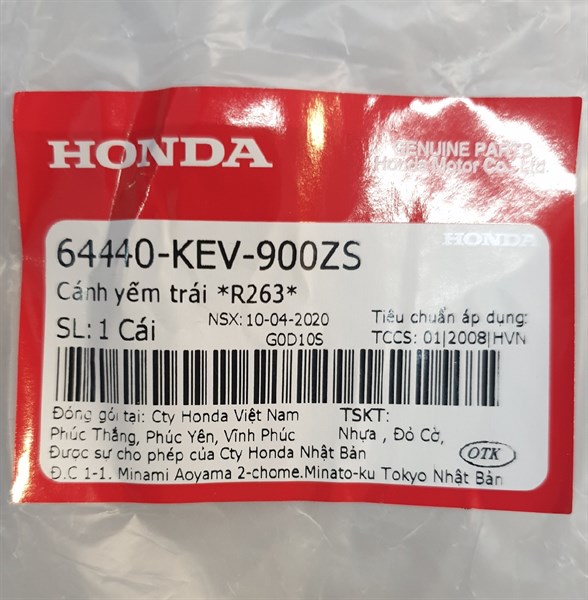 HONDA
GENUINE PARTS
Honda Motor Co., Ltd.
HONDA
64440-KEV-900ZS
Cánh yếm trái *R263*
SL: 1 Cái
NSX: 10-04-2020
G0D10S
Tiêu chuẩn áp dụng:
TCCS: 01|2008|HVN
Đóng gói tại: Cty Honda Việt Nam
Phúc Thắng, Phúc Yên, Vĩnh Phúc
Được sự cho phép của Cty Honda Nhật Bản
Đ.C 1-1. Minami Aoyama 2-chome.Minato-ku Tokyo Nhật Bản
TSKT:
Nhựa , Đỏ Cờ,
OTK